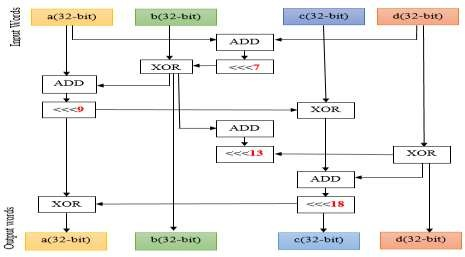 Input Words
a(32-bit) b(32-bit) c(32-bit) d(32-bit)
ADD
XOR <<<7
ADD
<<<9 XOR
ADD
<<<13 XOR
ADD
XOR <<<18
Output words
a(32-bit) b(32-bit) c(32-bit) d(32-bit)